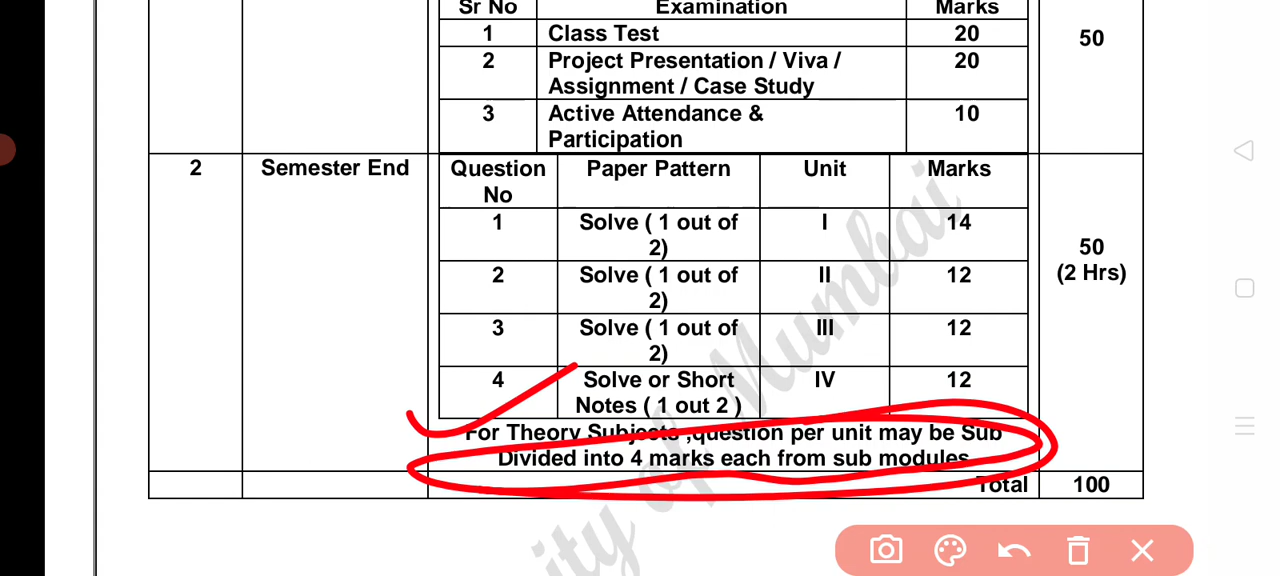 Sr No Examination Marks
1 Class Test 20
50
2 Project Presentation / Viva / 20
Assignment / Case Study
3 Active Attendance & 10
Participation
2 Semester End Question Paper Pattern Unit Marks
No
1 Solve ( 1 out of I 14
2)
50
(2 Hrs)
2 Solve ( 1 out of II 12
2)
3 Solve ( 1 out of III 12
2)
4 Solve or Short IV 12
Notes ( 1 out 2 )
For Theory Subjects ,question per unit may be Sub
Divided into 4 marks each from sub modules
Total 100
ity of Mumbai